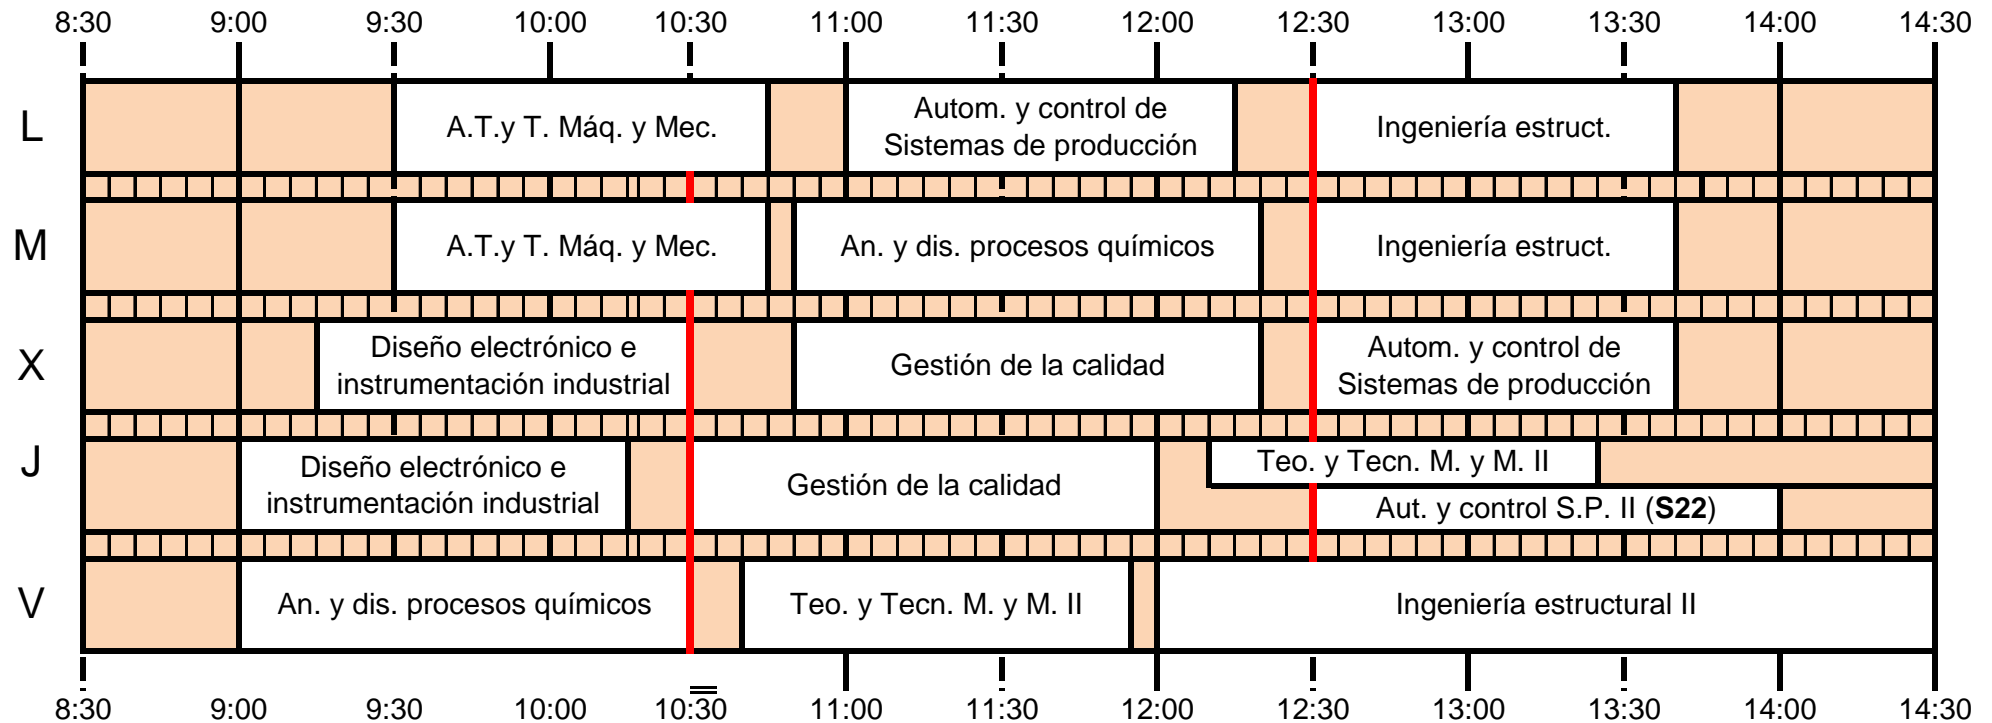 8:30 9:00 9:30 10:00 10:30 11:00 11:30 12:00 12:30 13:00 13:30 14:00 14:30
L
A.T.y T. Máq. y Mec.
Autom. y control de
Sistemas de producción
Ingeniería estruct.
M
A.T.y T. Máq. y Mec.
An. y dis. procesos químicos
Ingeniería estruct.
X
Diseño electrónico e
instrumentación industrial
Gestión de la calidad
Autom. y control de
Sistemas de producción
J
Diseño electrónico e
instrumentación industrial
Gestión de la calidad
Teo. y Tecn. M. y M. II
Aut. y control S.P. II (S22)
V
An. y dis. procesos químicos
Teo. y Tecn. M. y M. II
Ingeniería estructural II
8:30 9:00 9:30 10:00 10:30 11:00 11:30 12:00 12:30 13:00 13:30 14:00 14:30